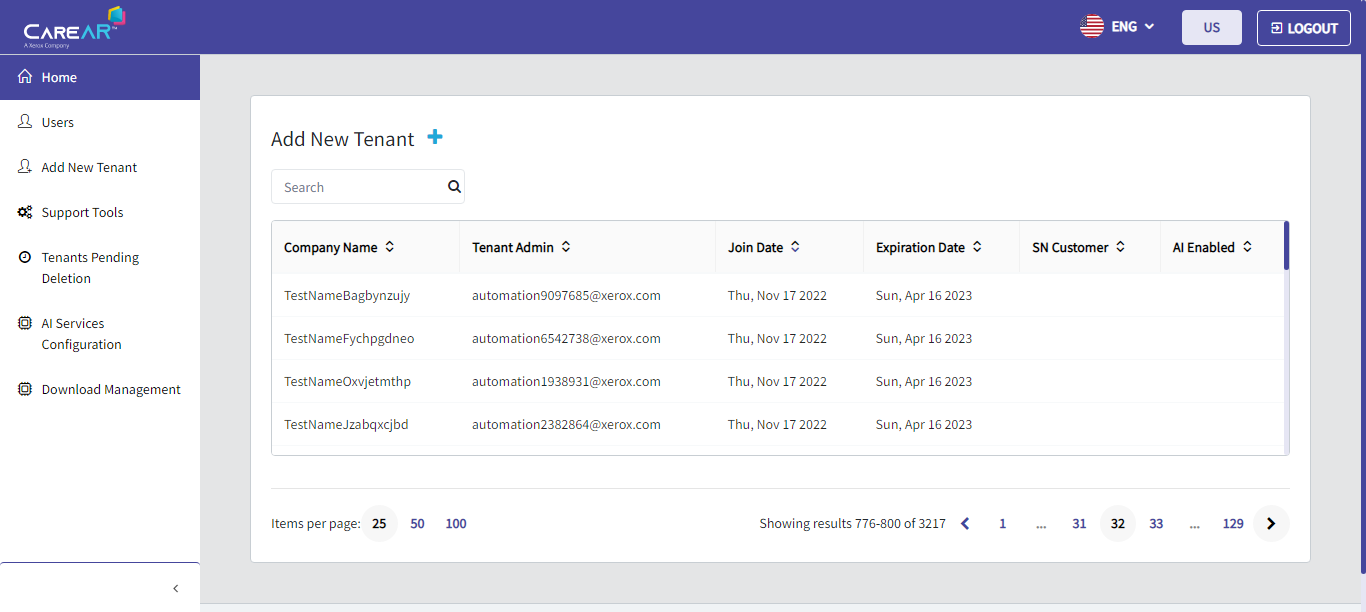 CAREAR™
A Xerox Company
ENG
US
LOGOUT
Home
Users
Add New Tenant
Support Tools
Tenants Pending
Deletion
AI Services
Configuration
Download Management
Add New Tenant
Search
Company Name Tenant Admin Join Date Expiration Date SN Customer AI Enabled
TestNameBagbynzujy automation9097685@xerox.com Thu, Nov 17 2022 Sun, Apr 16 2023
TestNameFychpgdneo automation6542738@xerox.com Thu, Nov 17 2022 Sun, Apr 16 2023
TestNameOxvjetmthp automation1938931@xerox.com Thu, Nov 17 2022 Sun, Apr 16 2023
TestNameJzabqxcjbd automation2382864@xerox.com Thu, Nov 17 2022 Sun, Apr 16 2023
Items per page: 25 50 100
Showing results 776-800 of 3217 1 ... 31 32 33 ... 129